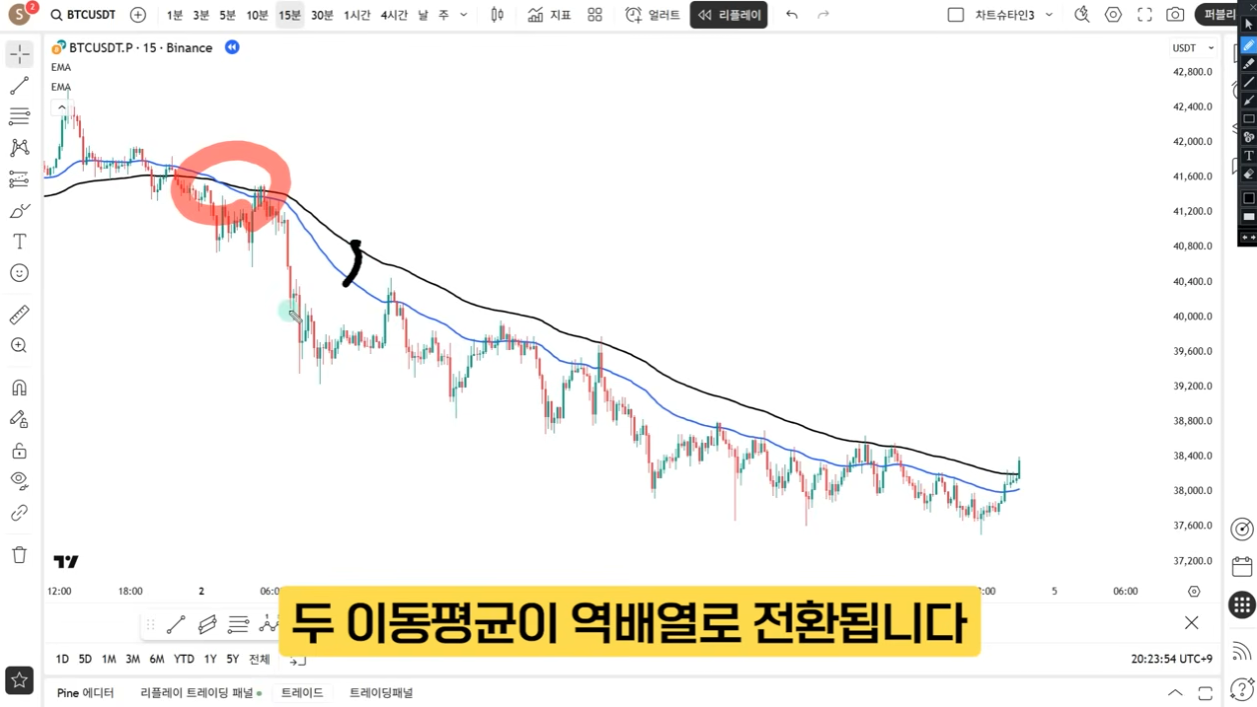 S 2 BTCUSDT 1분 3분 5분 10분 15분 30분 1시간 4시간 날 주 지표 얼러트 리플레이 차트슈타인3 퍼블리
BTCUSDT.P · 15 · Binance
USDT
EMA
EMA
42,800.0
42,400.0
42,000.0
41,600.0
41,200.0
40,800.0
40,400.0
40,000.0
39,600.0
39,200.0
38,800.0
38,400.0
38,000.0
37,600.0
37,200.0
12:00 18:00 2 5 06:00
두 이동평균이 역배열로 전환됩니다
1D 5D 1M 3M 6M YTD 1Y 5Y 전체
20:23:54 UTC+9
Pine 에디터 리플레이 트레이딩 패널 트레이드 트레이딩패널